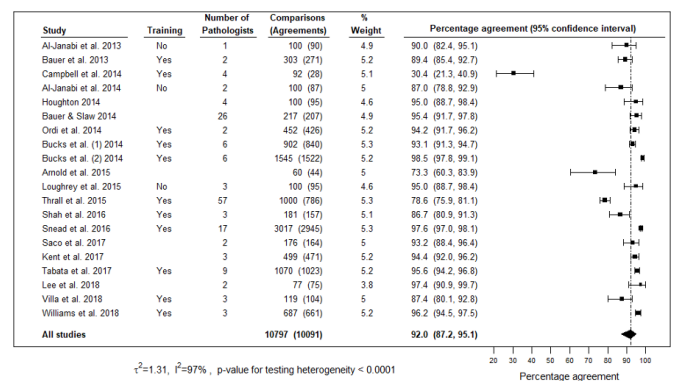 Number of Comparisons %
Study Training Pathologists (Agreements) Weight Percentage agreement (95% confidence interval)
Al-Janabi et al. 2013 No 1 100 (90) 4.9 90.0 (82.4, 95.1)
Bauer et al. 2013 Yes 2 303 (271) 5.2 89.4 (85.4, 92.7)
Campbell et al. 2014 Yes 4 92 (28) 5.1 30.4 (21.3, 40.9)
Al-Janabi et al. 2014 No 2 100 (87) 5 87.0 (78.8, 92.9)
Houghton 2014 4 100 (95) 4.6 95.0 (88.7, 98.4)
Bauer & Slaw 2014 26 217 (207) 4.9 95.4 (91.7, 97.8)
Ordi et al. 2014 Yes 2 452 (426) 5.2 94.2 (91.7, 96.2)
Bucks et al. (1) 2014 Yes 6 902 (840) 5.2 93.1 (91.3, 94.7)
Bucks et al. (2) 2014 Yes 6 1545 (1522) 5.2 98.5 (97.8, 99.1)
Arnold et al. 2015 60 (44) 5 73.3 (60.3, 83.9)
Loughrey et al. 2015 No 3 100 (95) 4.6 95.0 (88.7, 98.4)
Thrall et al. 2015 Yes 57 1000 (786) 5.3 78.6 (75.9, 81.1)
Shah et al. 2016 Yes 3 181 (157) 5.1 86.7 (80.9, 91.3)
Snead et al. 2016 Yes 17 3017 (2945) 5.3 97.6 (97.0, 98.1)
Saco et al. 2017 2 176 (164) 5 93.2 (88.4, 96.4)
Kent et al. 2017 3 499 (471) 5.2 94.4 (92.0, 96.2)
Tabata et al. 2017 Yes 9 1070 (1023) 5.2 95.6 (94.2, 96.8)
Lee et al. 2018 2 77 (75) 3.8 97.4 (90.9, 99.7)
Villa et al. 2018 Yes 3 119 (104) 5 87.4 (80.1, 92.8)
Williams et al. 2018 Yes 3 687 (661) 5.2 96.2 (94.5, 97.5)
All studies 10797 (10091) 92.0 (87.2, 95.1)
20 30 40 50 60 70 80 90 100
τ²=1.31, I²=97% , p-value for testing heterogeneity < 0.0001
Percentage agreement